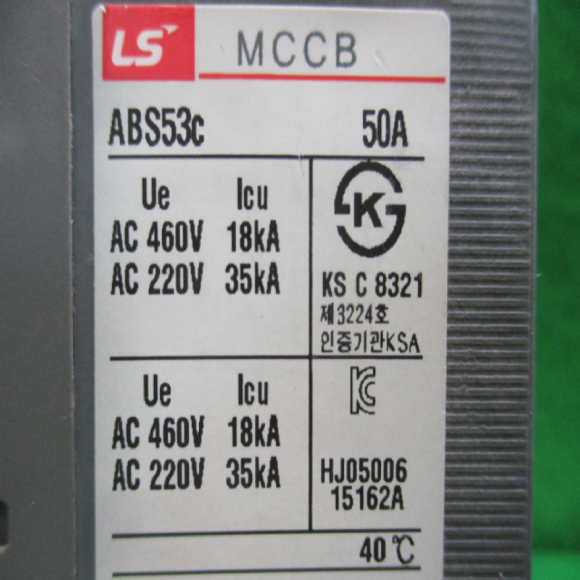 LS MCCB
ABS53c 50A
Ue Icu
AC 460V 18kA
AC 220V 35kA
K
KS C 8321
제3224호
인증기관KSA
Ue Icu
AC 460V 18kA
AC 220V 35kA
KC
HJ05006
15162A
40℃